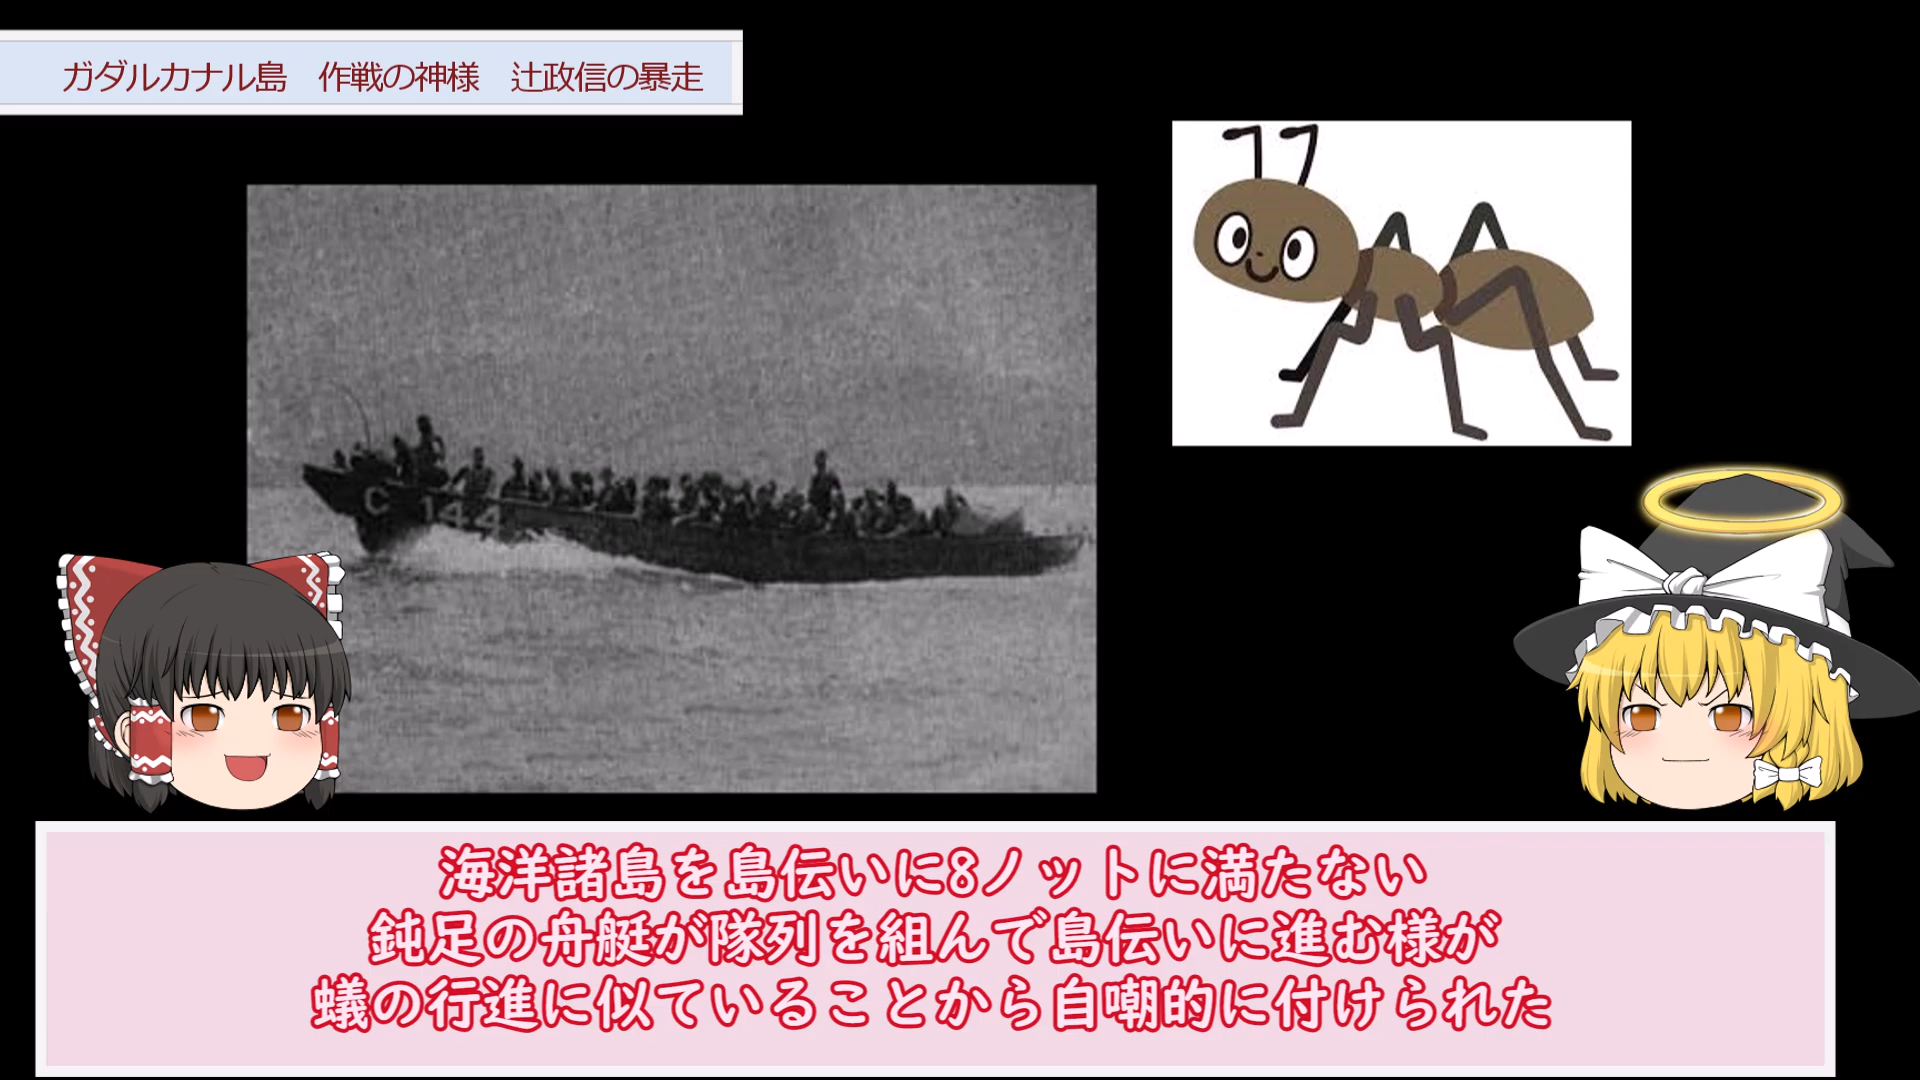 ガダルカナル島　作戦の神様　辻政信の暴走
C 144
海洋諸島を島伝いに8ノットに満たない
鈍足の舟艇が隊列を組んで島伝いに進む様が
蟻の行進に似ていることから自嘲的に付けられた